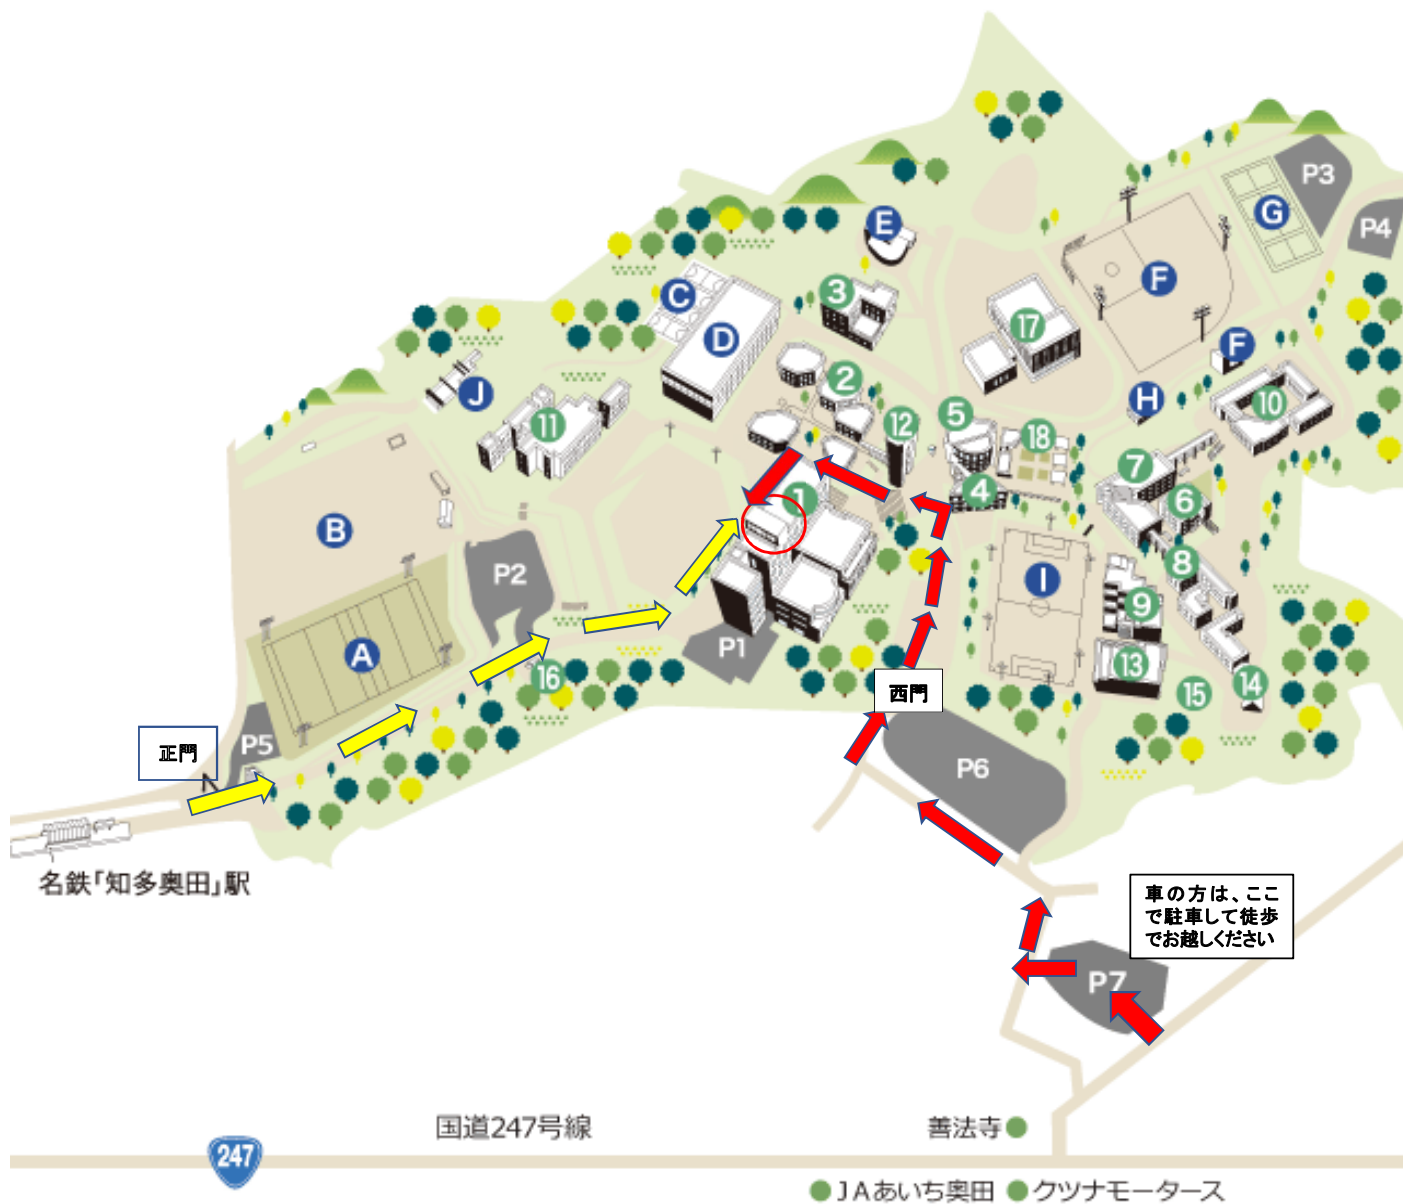 P3
G
P4
E
F
C
3
D
17
F
J
2
H
10
11
12
5
18
7
4
1
6
B
P2
8
I
9
A
P1
16
13
西門
15
14
正門
P5
P6
名鉄「知多奥田」駅
車の方は、ここ
で駐車して徒歩
でお越しください
P7
国道247号線
善法寺
247
JAあいち奥田
クツナモータース